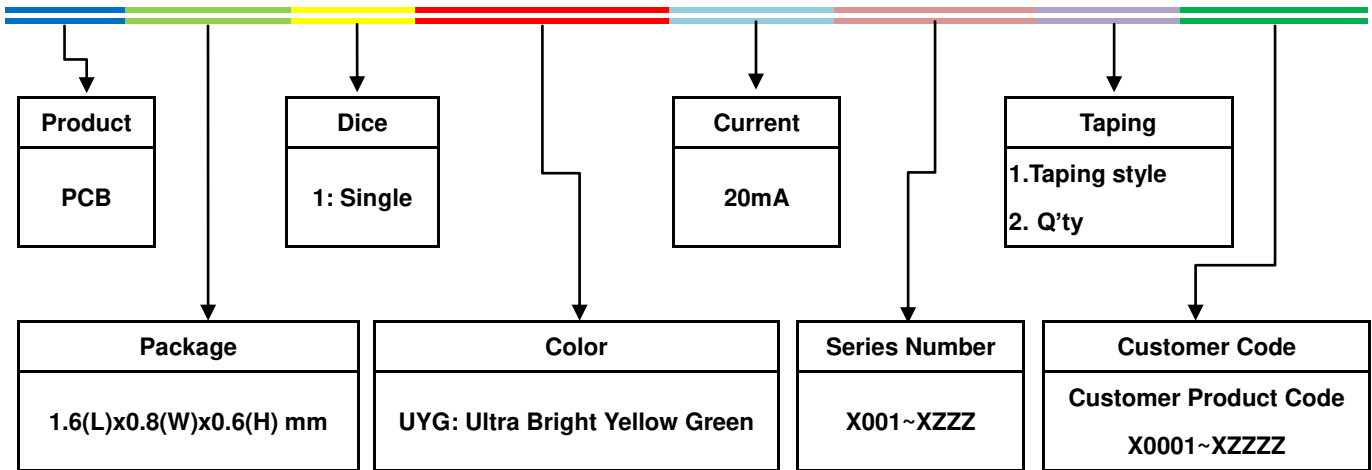 Product
PCB
Dice
1: Single
Current
20mA
Taping
1.Taping style
2. Q’ty
Package
1.6(L)x0.8(W)x0.6(H) mm
Color
UYG: Ultra Bright Yellow Green
Series Number
X001~XZZZ
Customer Code
Customer Product Code
X0001~XZZZZ